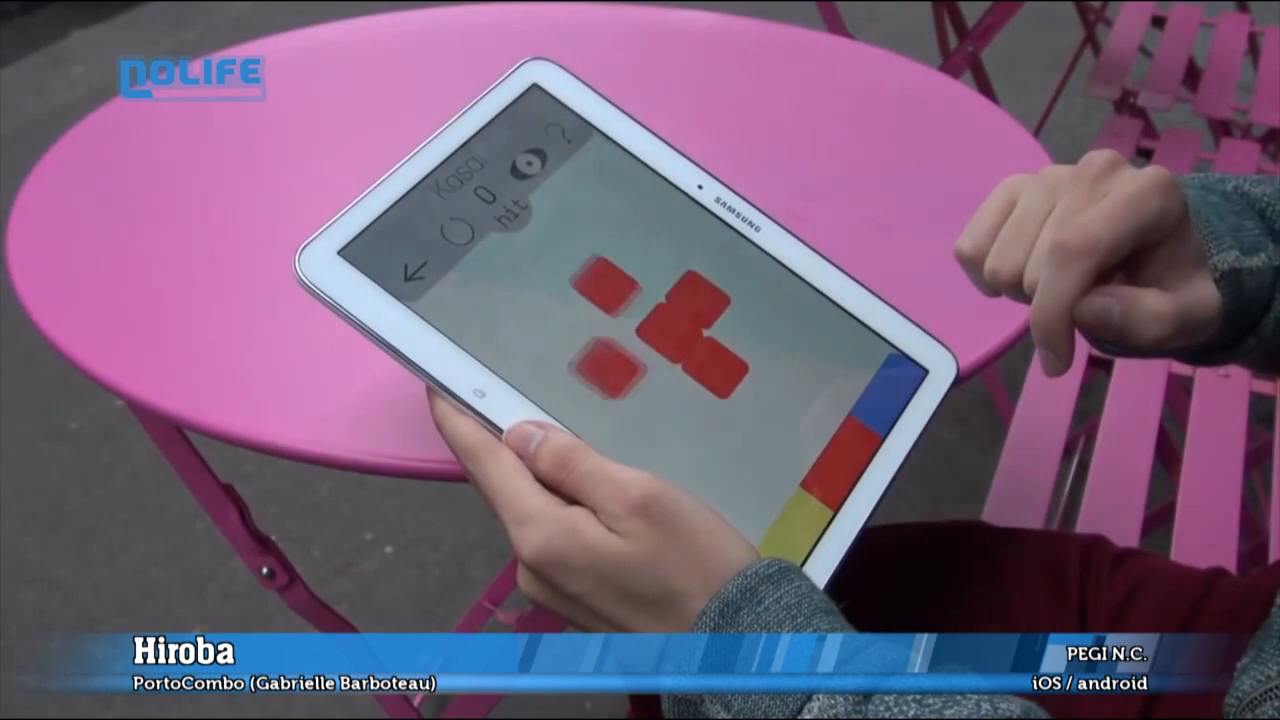 NOLIFE
Kasai
?
0
hit
SAMSUNG
Hiroba
PEGI N.C.
PortoCombo (Gabrielle Barboteau)
iOS / android